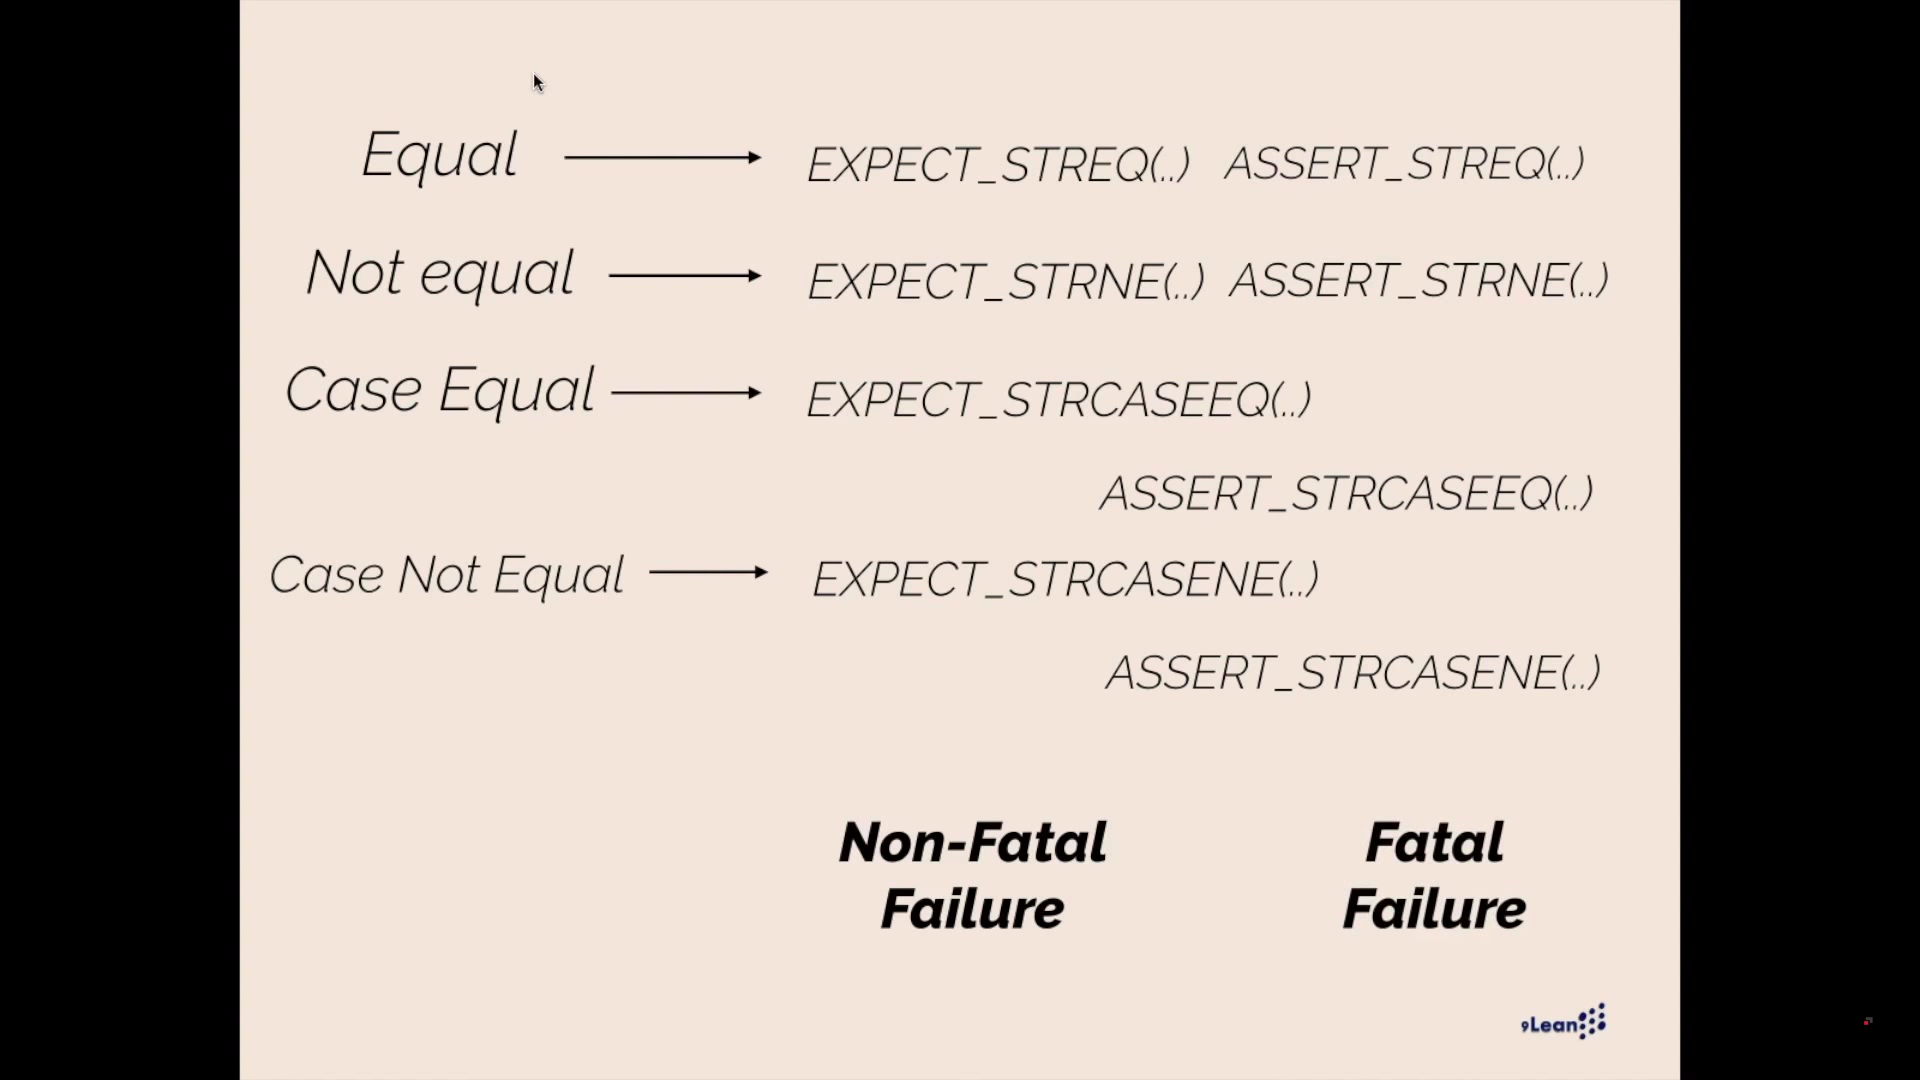 Equal EXPECT_STREQ(..) ASSERT_STREQ(..)
Not equal EXPECT_STRNE(..) ASSERT_STRNE(..)
Case Equal EXPECT_STRCASEEQ(..)
ASSERT_STRCASEEQ(..)
Case Not Equal EXPECT_STRCASENE(..)
ASSERT_STRCASENE(..)
Non-Fatal
Failure
Fatal
Failure
9Lean